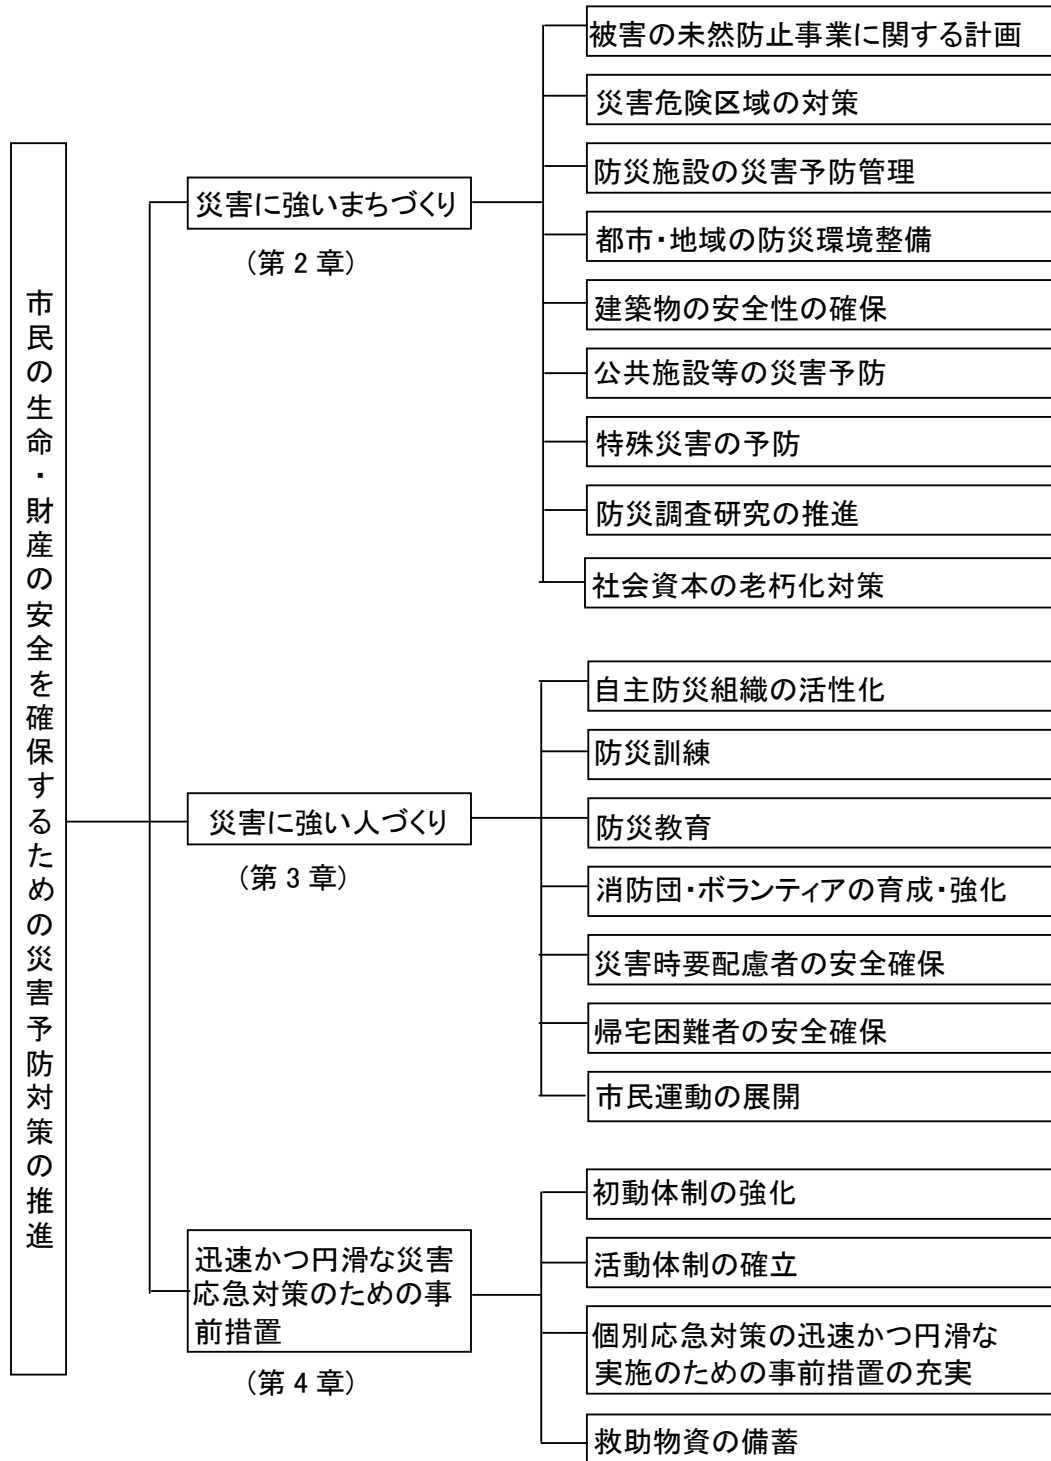 市民の生命・財産の安全を確保するための災害予防対策の推進
災害に強いまちづくり
(第２章)
被害の未然防止事業に関する計画
災害危険区域の対策
防災施設の災害予防管理
都市・地域の防災環境整備
建築物の安全性の確保
公共施設等の災害予防
特殊災害の予防
防災調査研究の推進
社会資本の老朽化対策
災害に強い人づくり
(第３章)
自主防災組織の活性化
防災訓練
防災教育
消防団・ボランティアの育成・強化
災害時要配慮者の安全確保
帰宅困難者の安全確保
市民運動の展開
迅速かつ円滑な災害
応急対策のための事
前措置
(第４章)
初動体制の強化
活動体制の確立
個別応急対策の迅速かつ円滑な
実施のための事前措置の充実
救助物資の備蓄